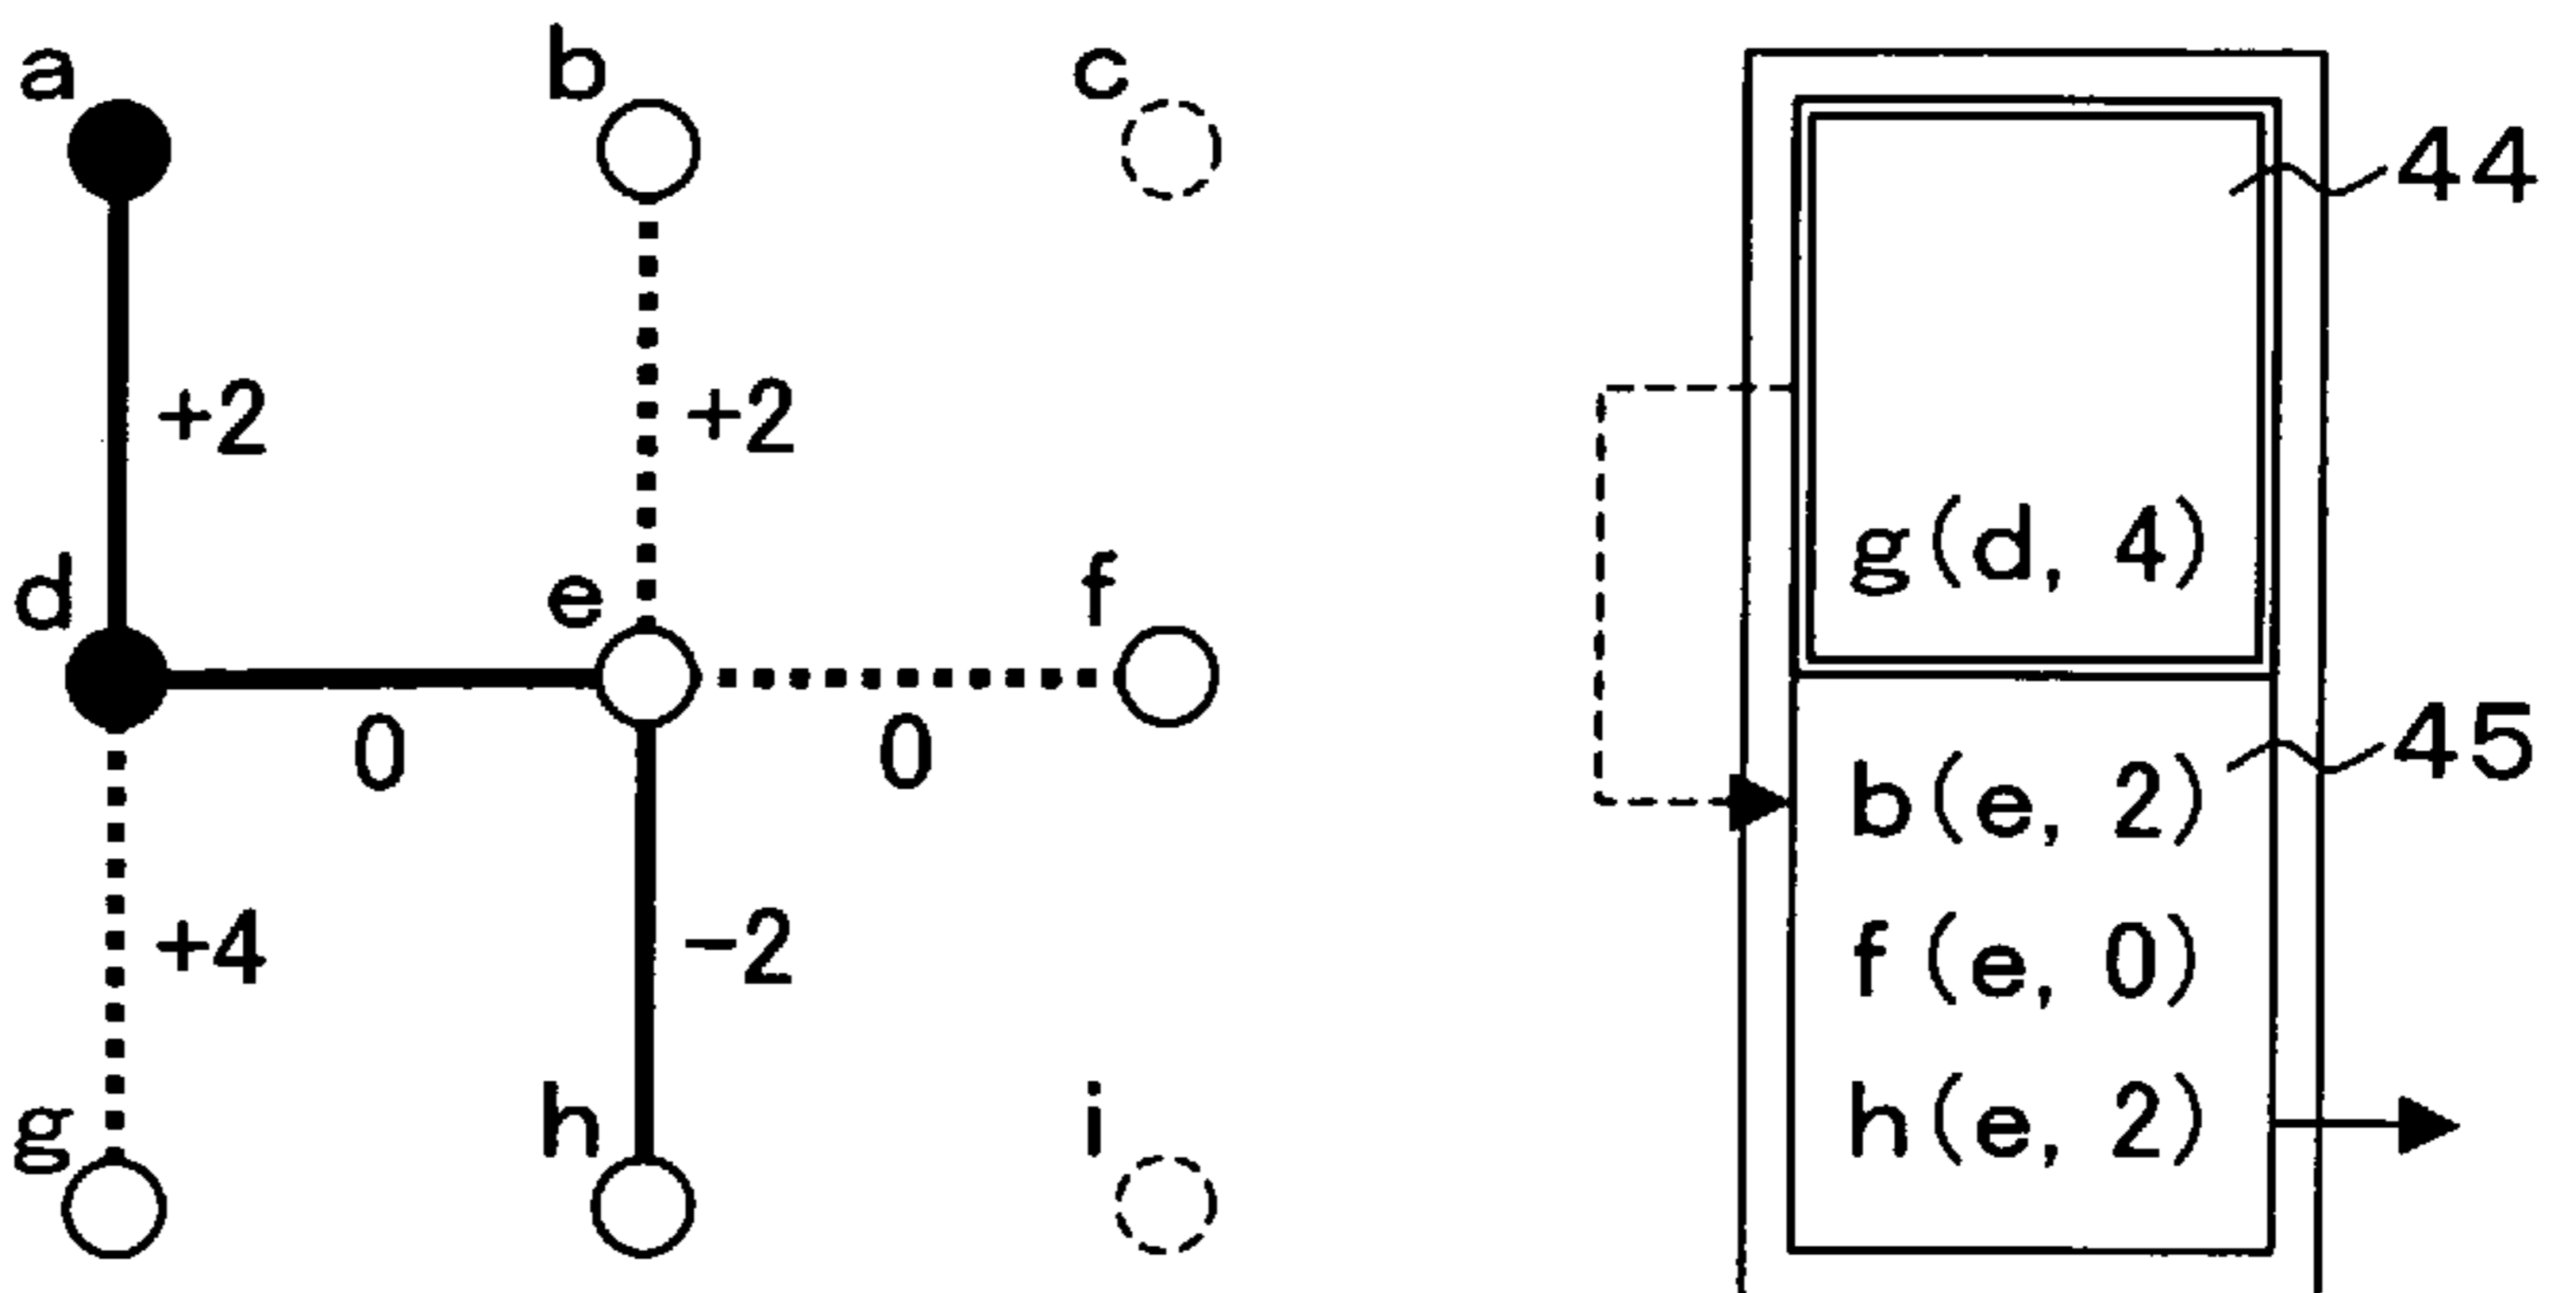 a b c
+2 +2
d e f
0 0
+4 -2
g h i
44
g(d, 4)
45
b(e, 2)
f(e, 0)
h(e, 2)